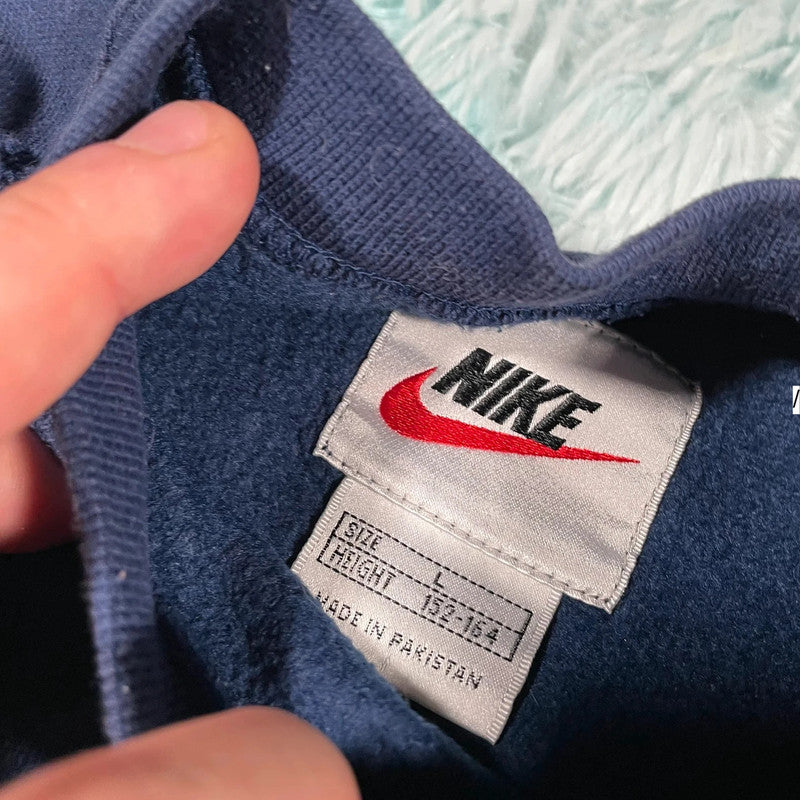 NIKE
SIZE L
HEIGHT 152-164
MADE IN PAKISTAN